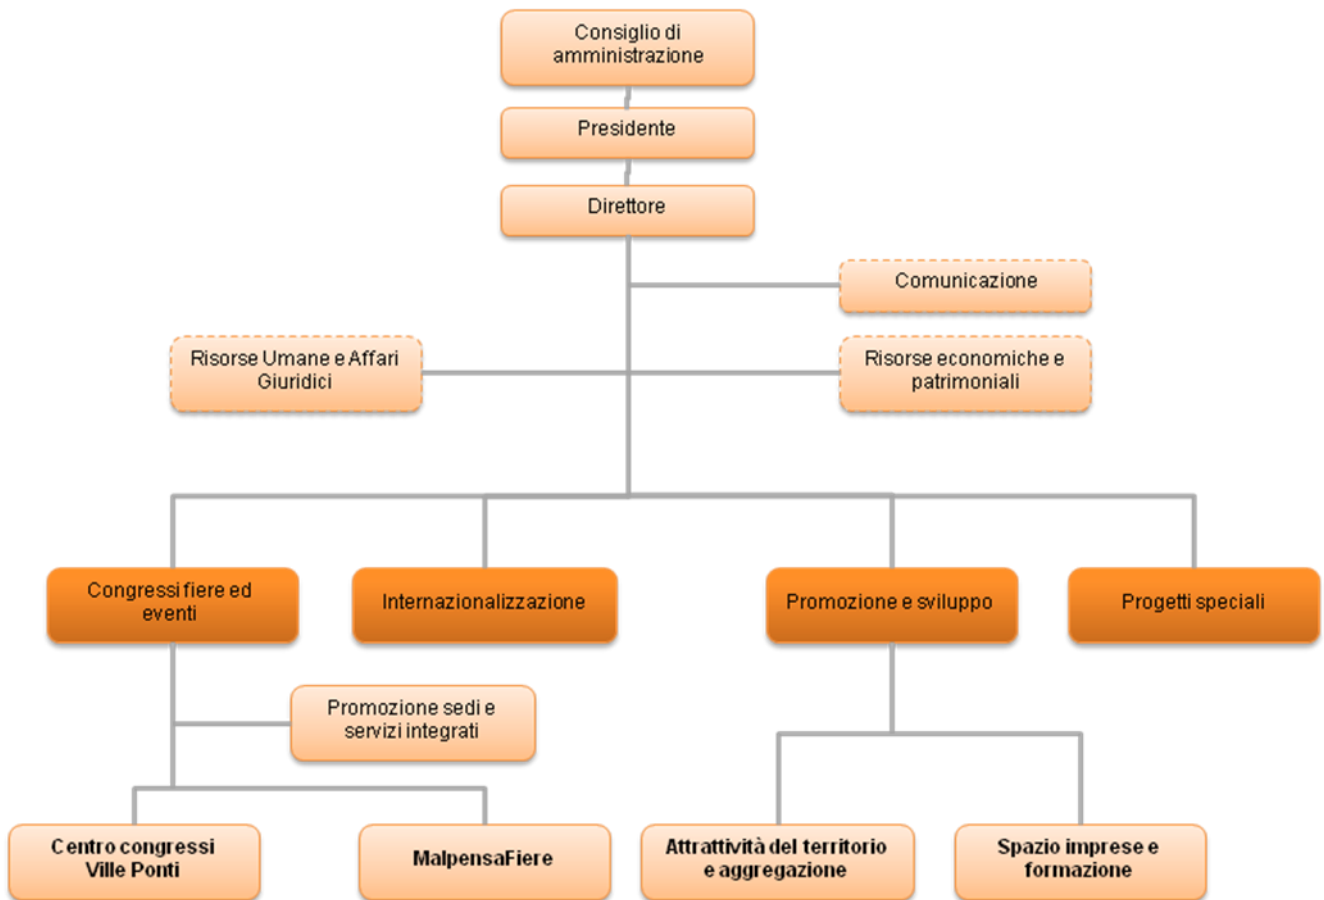 Consiglio di
amministrazione
Presidente
Direttore
Comunicazione
Risorse Umane e Affari
Giuridici
Risorse economiche e
patrimoniali
Congressi fiere ed
eventi
Internazionalizzazione
Promozione e sviluppo
Progetti speciali
Promozione sedi e
servizi integrati
Centro congressi
Ville Ponti
MalpensaFiere
Attrattività del territorio
e aggregazione
Spazio imprese e
formazione